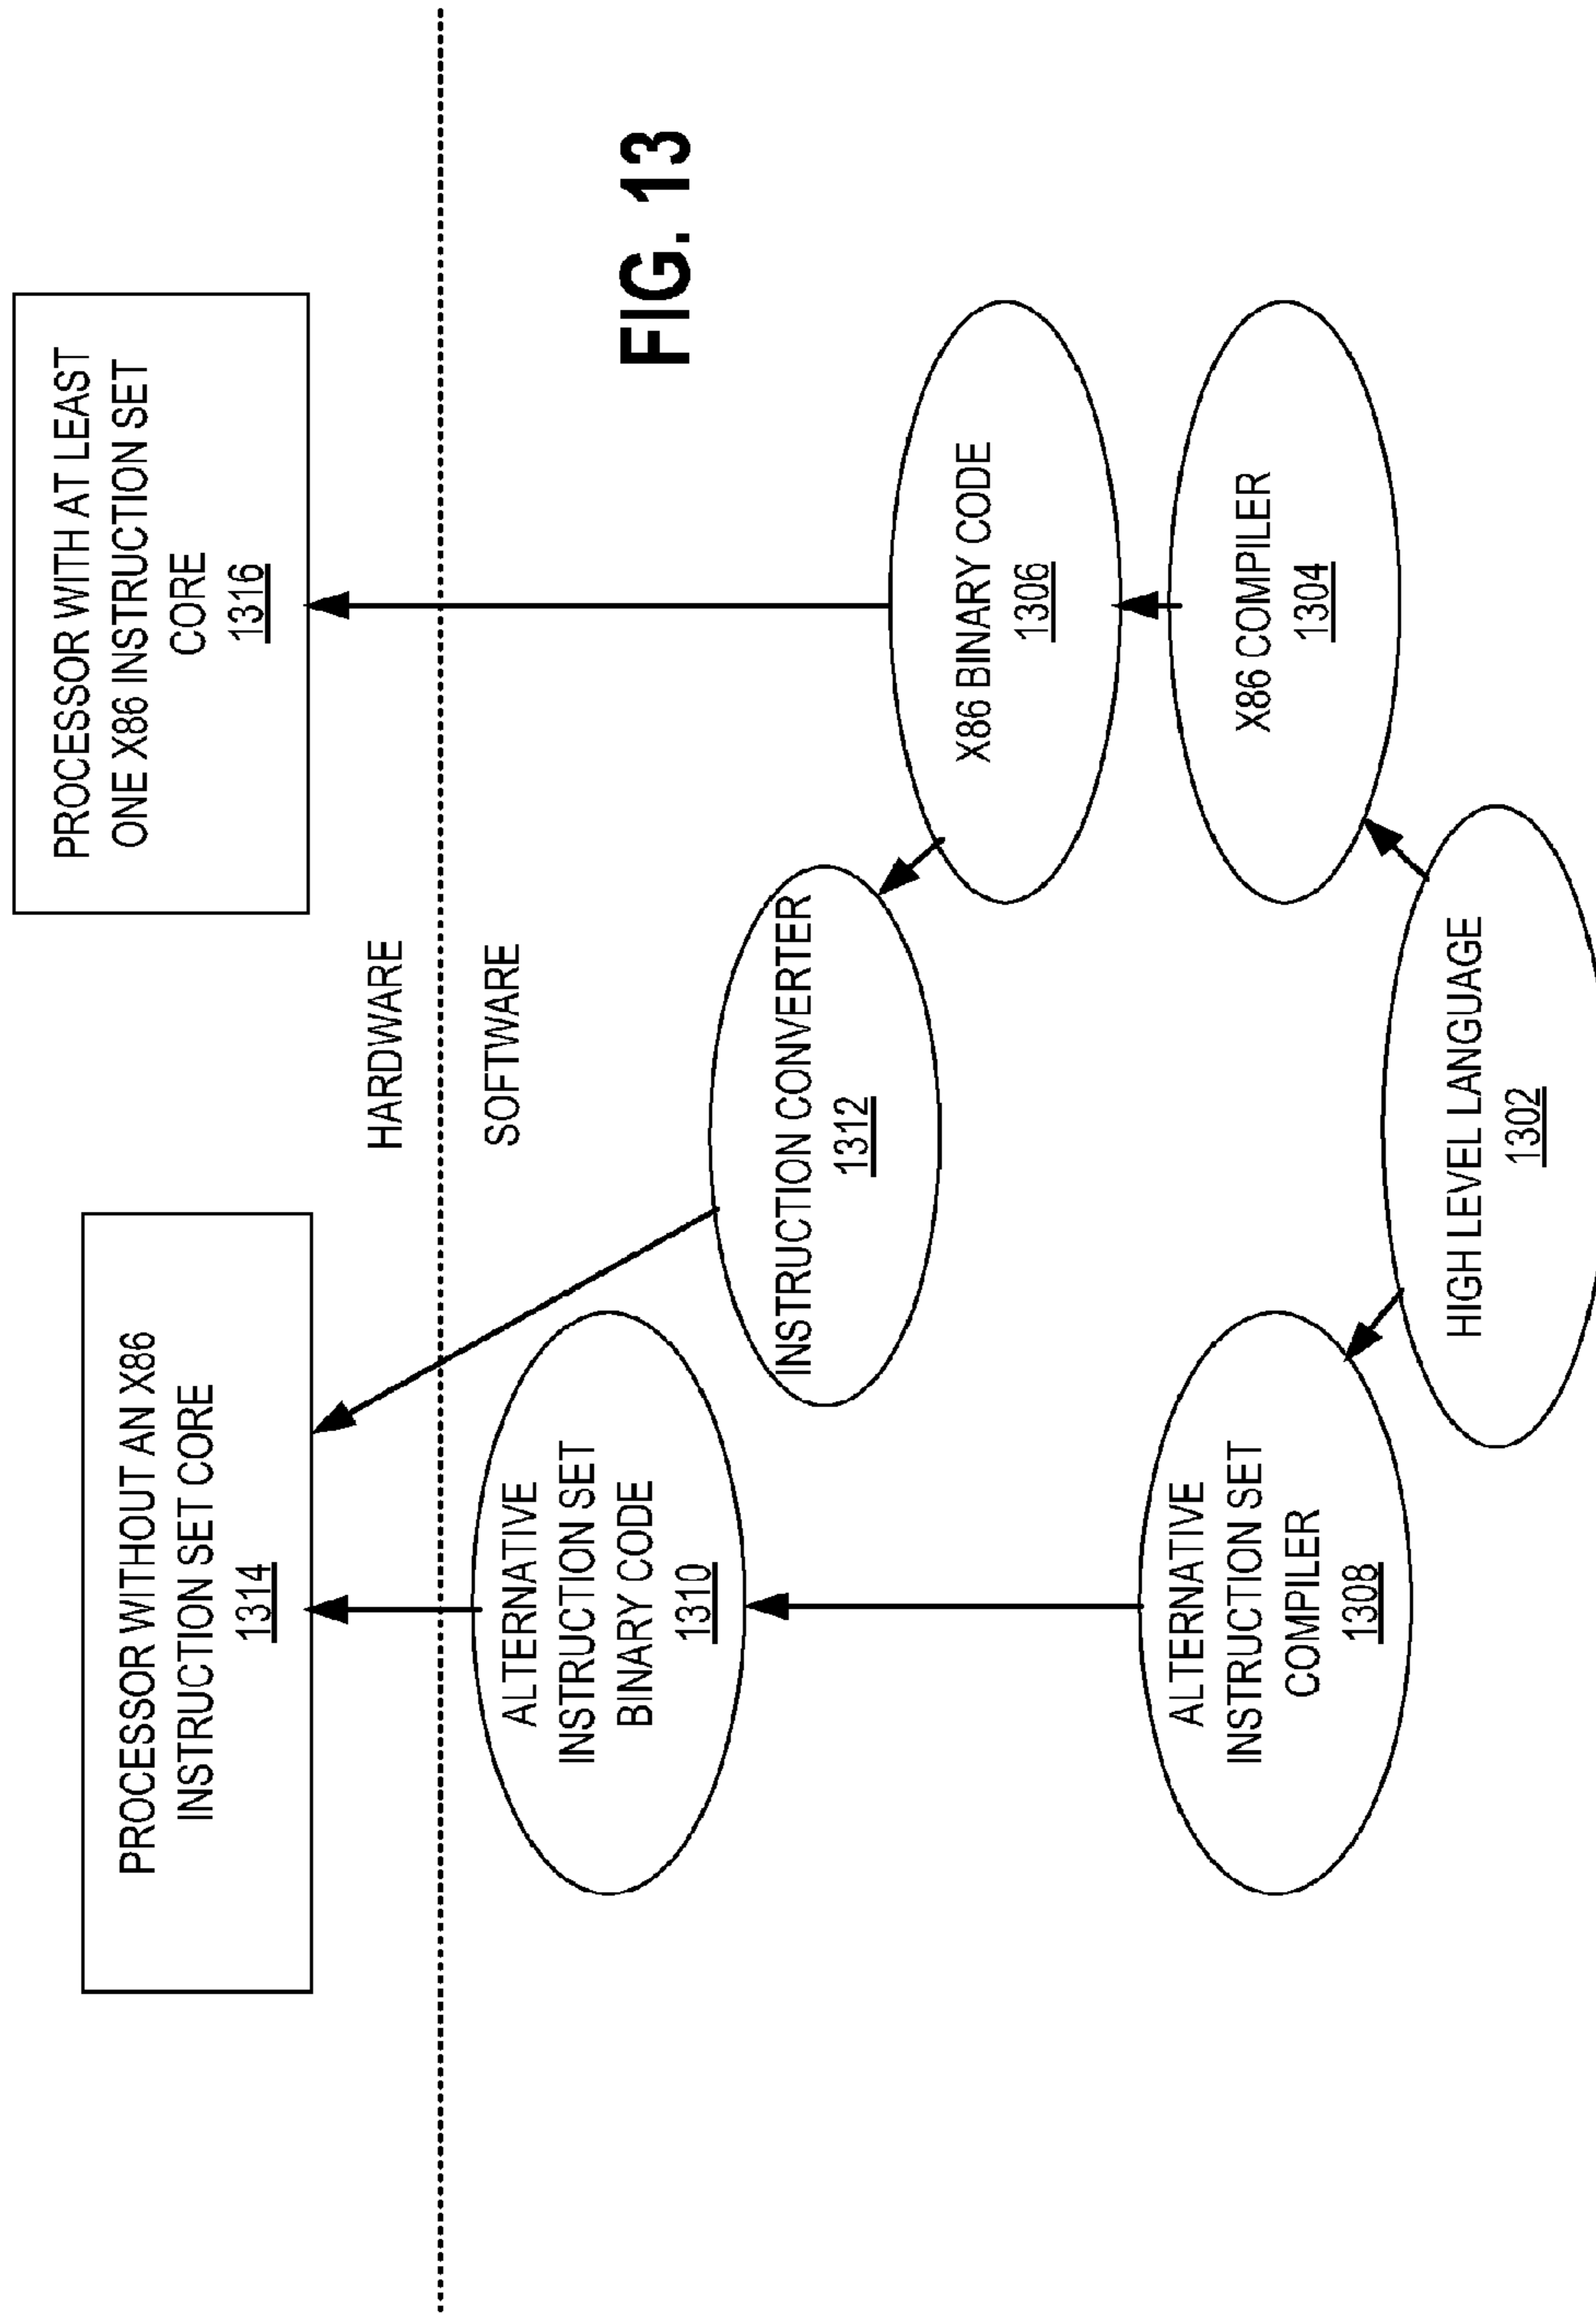 PROCESSOR WITHOUT AN X86
INSTRUCTION SET CORE
1314
PROCESSOR WITH AT LEAST
ONE X86 INSTRUCTION SET
CORE
1316
HARDWARE
SOFTWARE
ALTERNATIVE
INSTRUCTION SET
BINARY CODE
1310
INSTRUCTION CONVERTER
1312
FIG. 13
X86 BINARY CODE
1306
ALTERNATIVE
INSTRUCTION SET
COMPILER
1308
X86 COMPILER
1304
HIGH LEVEL LANGUAGE
1302